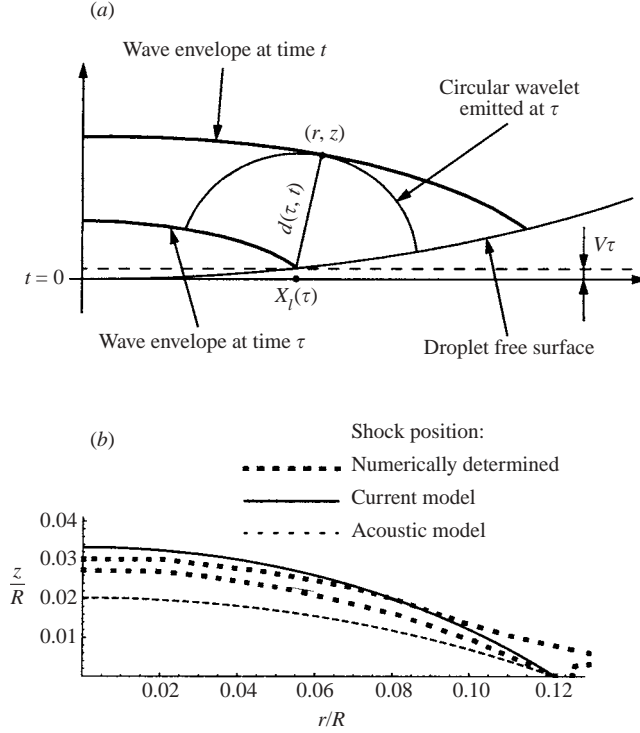 (a)
Wave envelope at time t
Circular wavelet
emitted at τ
(r, z)
d(τ, t)
Vτ
t = 0
X_l(τ)
Wave envelope at time τ
Droplet free surface
(b)
Shock position:
Numerically determined
Current model
Acoustic model
0.04
0.03
z/R
0.02
0.01
0.02
0.04
0.06
0.08
0.10
0.12
r/R